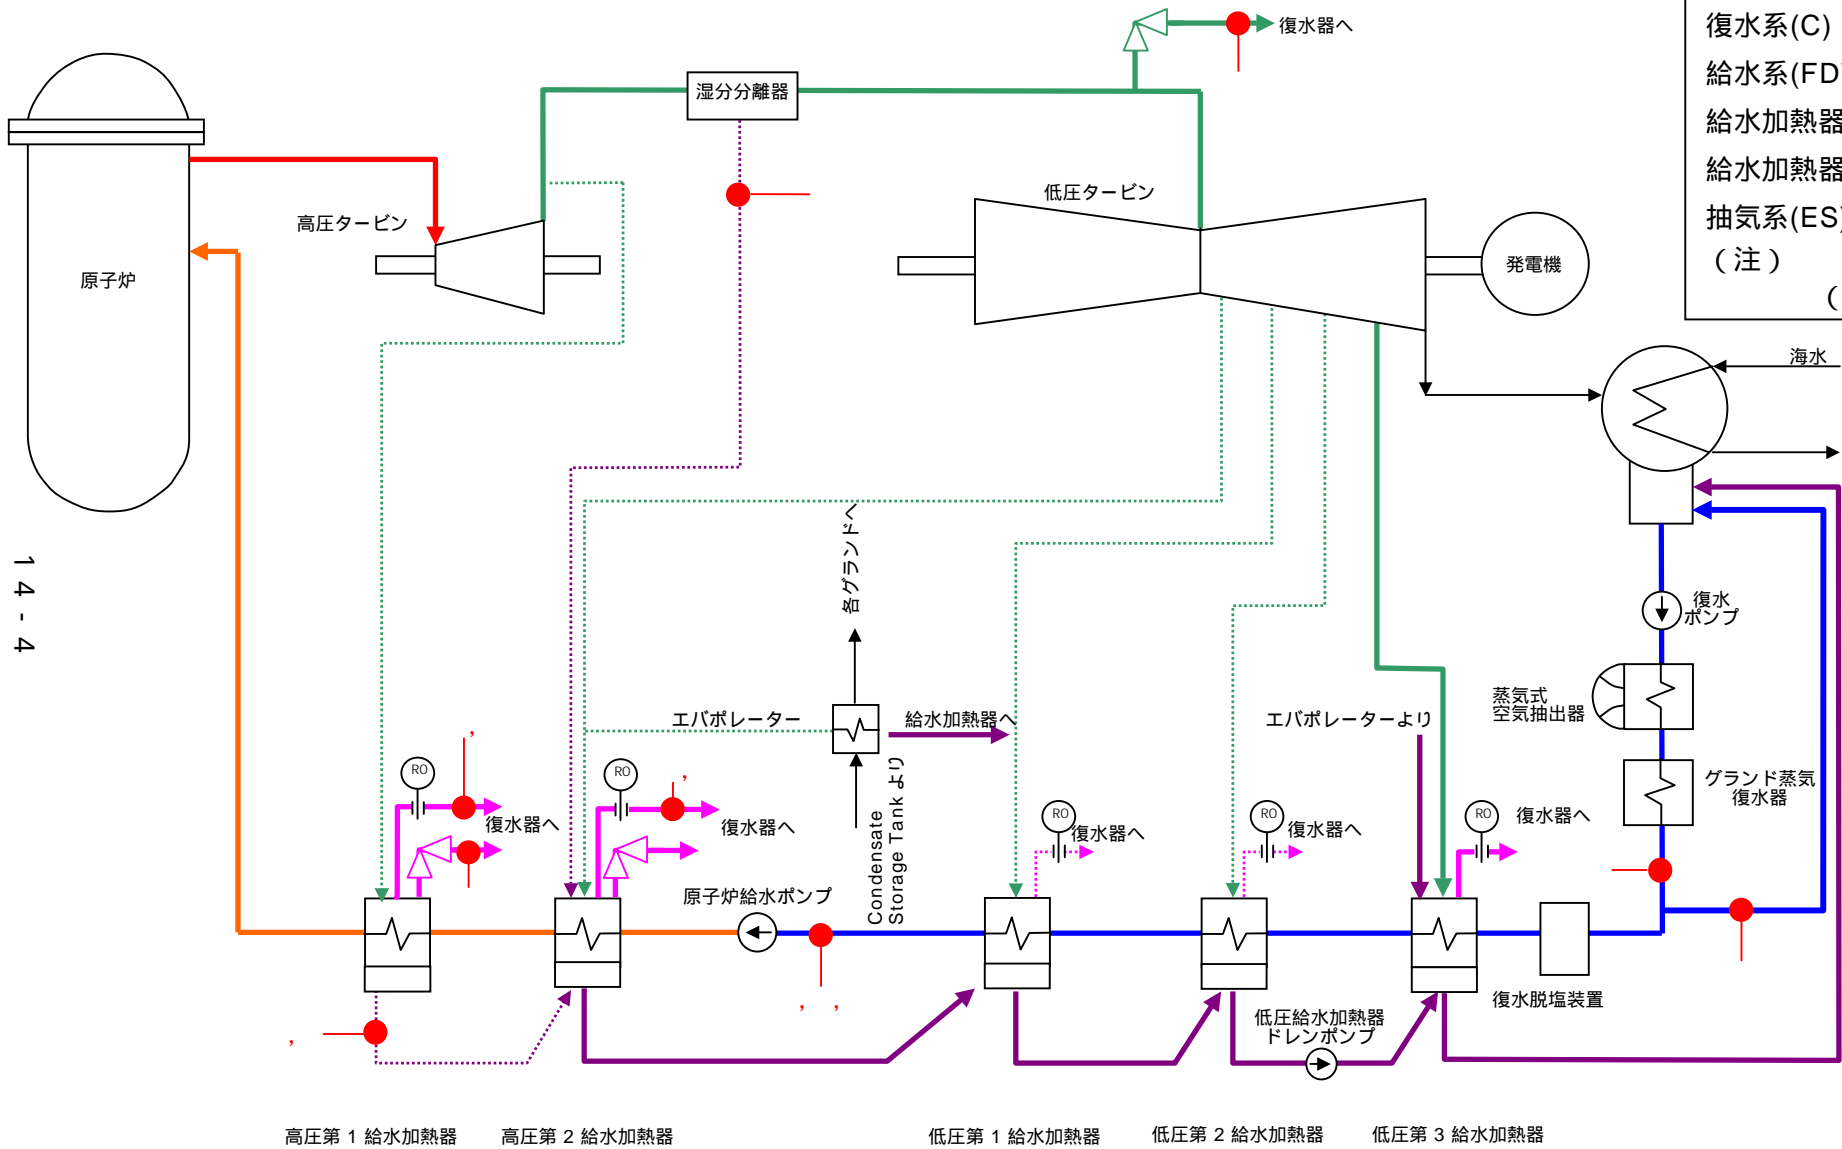 復水器へ
復水系(C)
給水系(FD
給水加熱器
給水加熱器
抽気系(ES)
（注）
（
湿分分離器
低圧タービン
高圧タービン
発電機
原子炉
海水
14-4
各グランドへ
復水
ポンプ
蒸気式
空気抽出器
エバポレーター
給水加熱器へ
エバポレーターより
グランド蒸気
復水器
RO
RO
RO
RO
RO
復水器へ
復水器へ
復水器へ
復水器へ
復水器へ
Condensate
Storage Tank より
原子炉給水ポンプ
復水脱塩装置
低圧給水加熱器
ドレンポンプ
高圧第 1 給水加熱器
高圧第 2 給水加熱器
低圧第 1 給水加熱器
低圧第 2 給水加熱器
低圧第 3 給水加熱器